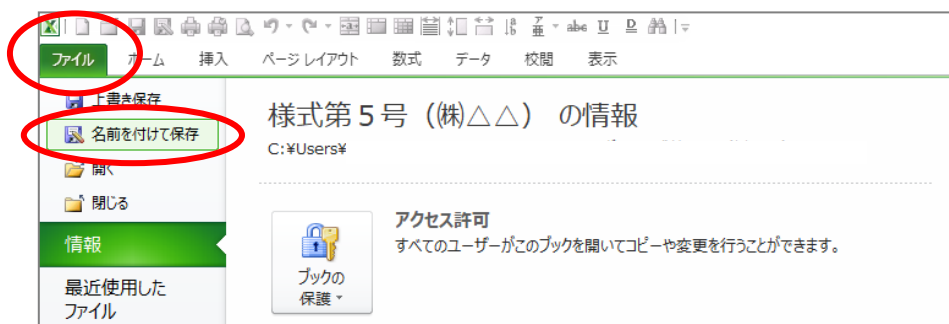 abc U D
ファイル ホーム 挿入 ページ レイアウト 数式 データ 校閲 表示
上書き保存
名前を付けて保存
開く
閉じる
情報
最近使用した
ファイル
様式第5号(㈱△△) の情報
C:¥Users¥
ブックの
保護
アクセス許可
すべてのユーザーがこのブックを開いてコピーや変更を行うことができます。